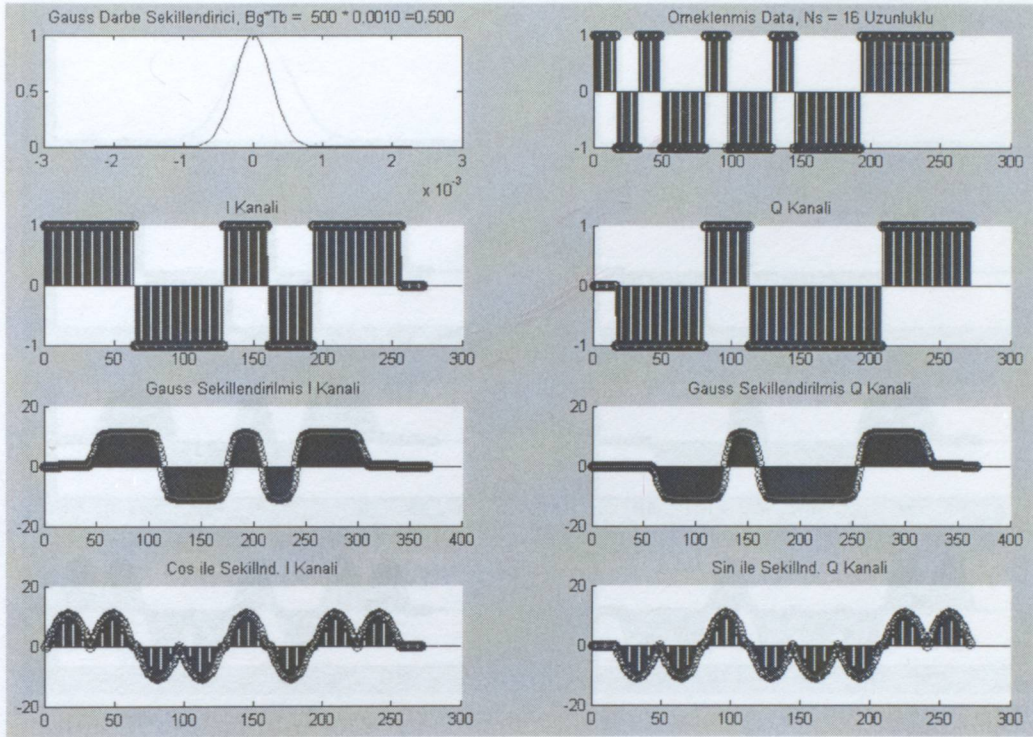 Gauss Darbe Sekillendirici, Bg*Tb = 500 * 0.0010 =0.500
1
0.5
0
-3 -2 -1 0 1 2 3
x 10^-3
Orneklenmis Data, Ns = 16 Uzunluklu
1
0
-1
0 50 100 150 200 250 300
I Kanali
1
0
-1
0 50 100 150 200 250 300
Q Kanali
1
0
-1
0 50 100 150 200 250 300
Gauss Sekillendirilmis I Kanali
20
0
-20
0 50 100 150 200 250 300 350 400
Gauss Sekillendirilmis Q Kanali
20
0
-20
0 50 100 150 200 250 300 350 400
Cos ile Sekillnd. I Kanali
20
0
-20
0 50 100 150 200 250 300
Sin ile Sekillnd. Q Kanali
20
0
-20
0 50 100 150 200 250 300